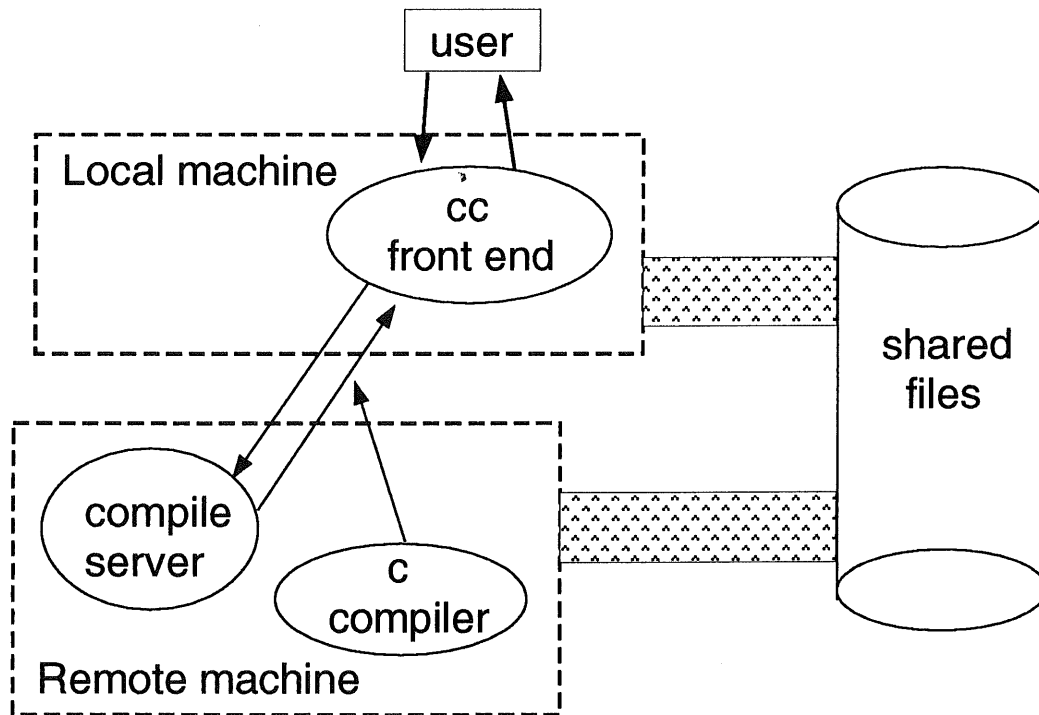 user
Local machine
cc
front end
shared
files
compile
server
c
compiler
Remote machine